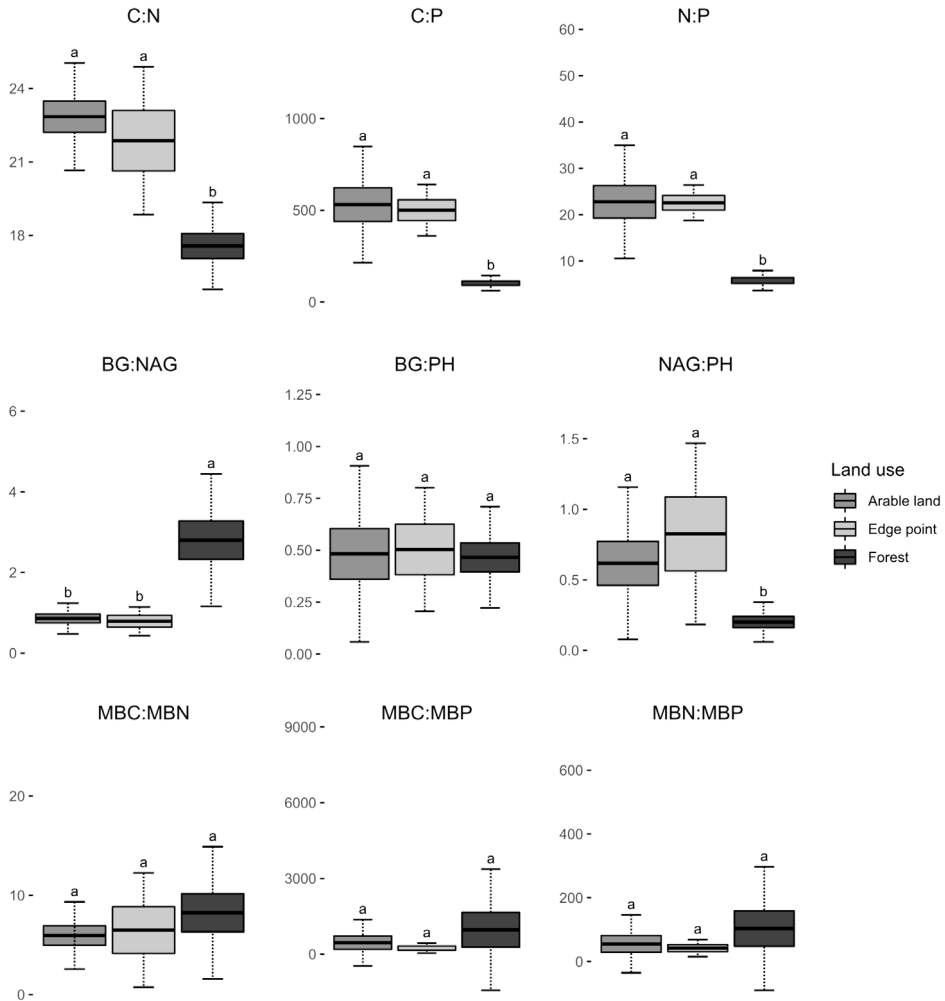 C:N
C:P
N:P
24
21
18
a
a
b
1000
500
0
a
a
b
60
50
40
30
20
10
a
a
b
BG:NAG
BG:PH
NAG:PH
6
4
2
0
b
b
a
1.25
1.00
0.75
0.50
0.25
0.00
a
a
a
1.5
1.0
0.5
0.0
a
a
b
Land use
Arable land
Edge point
Forest
MBC:MBN
MBC:MBP
MBN:MBP
20
10
0
a
a
a
9000
6000
3000
0
a
a
a
600
400
200
0
a
a
a